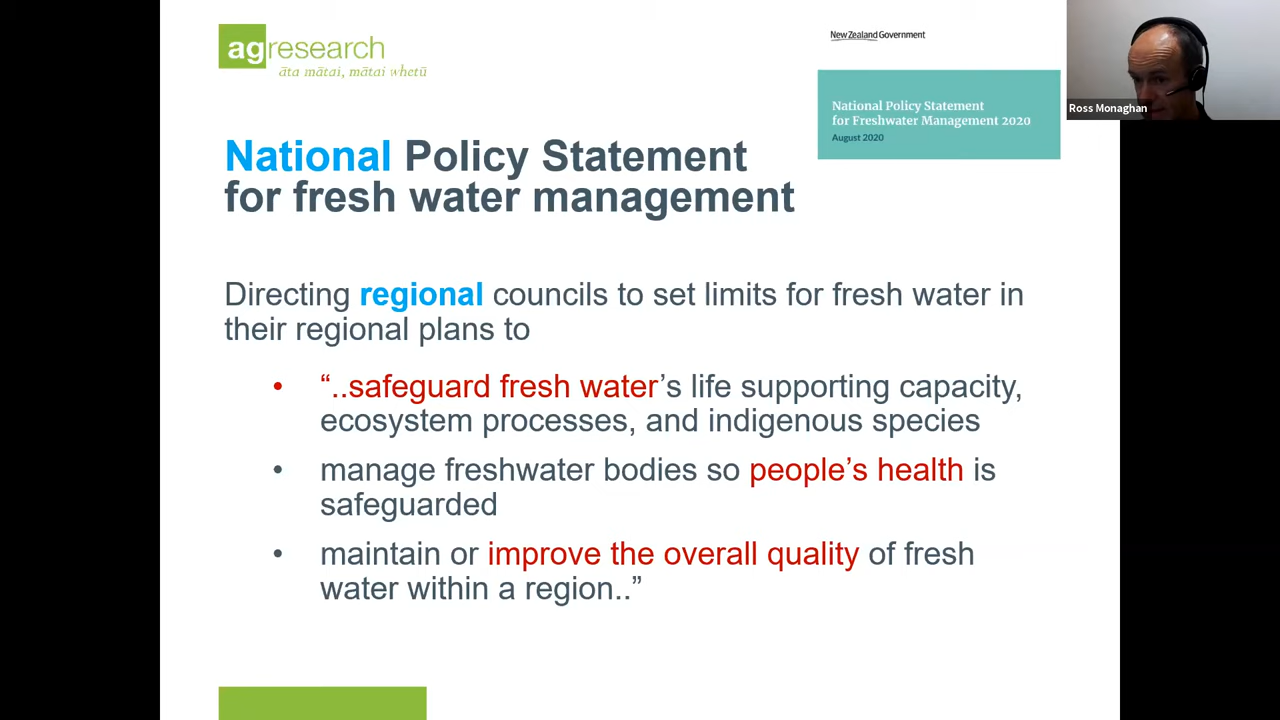 agresearch
āta mātai, mātai whetū
New Zealand Government
National Policy Statement
for Freshwater Management 2020
August 2020
Ross Monaghan
National Policy Statement
for fresh water management
Directing regional councils to set limits for fresh water in
their regional plans to
• “..safeguard fresh water’s life supporting capacity,
ecosystem processes, and indigenous species
• manage freshwater bodies so people’s health is
safeguarded
• maintain or improve the overall quality of fresh
water within a region..”